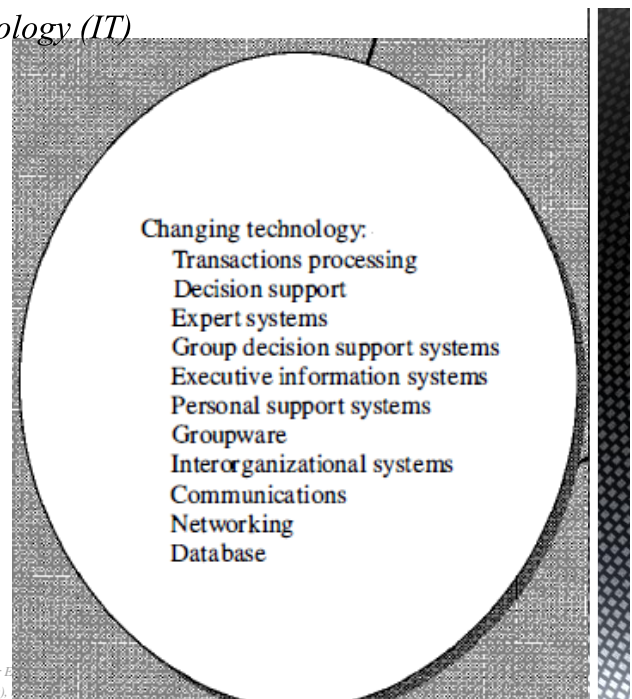 ology (IT)
Changing technology:
Transactions processing
Decision support
Expert systems
Group decision support systems
Executive information systems
Personal support systems
Groupware
Interorganizational systems
Communications
Networking
Database